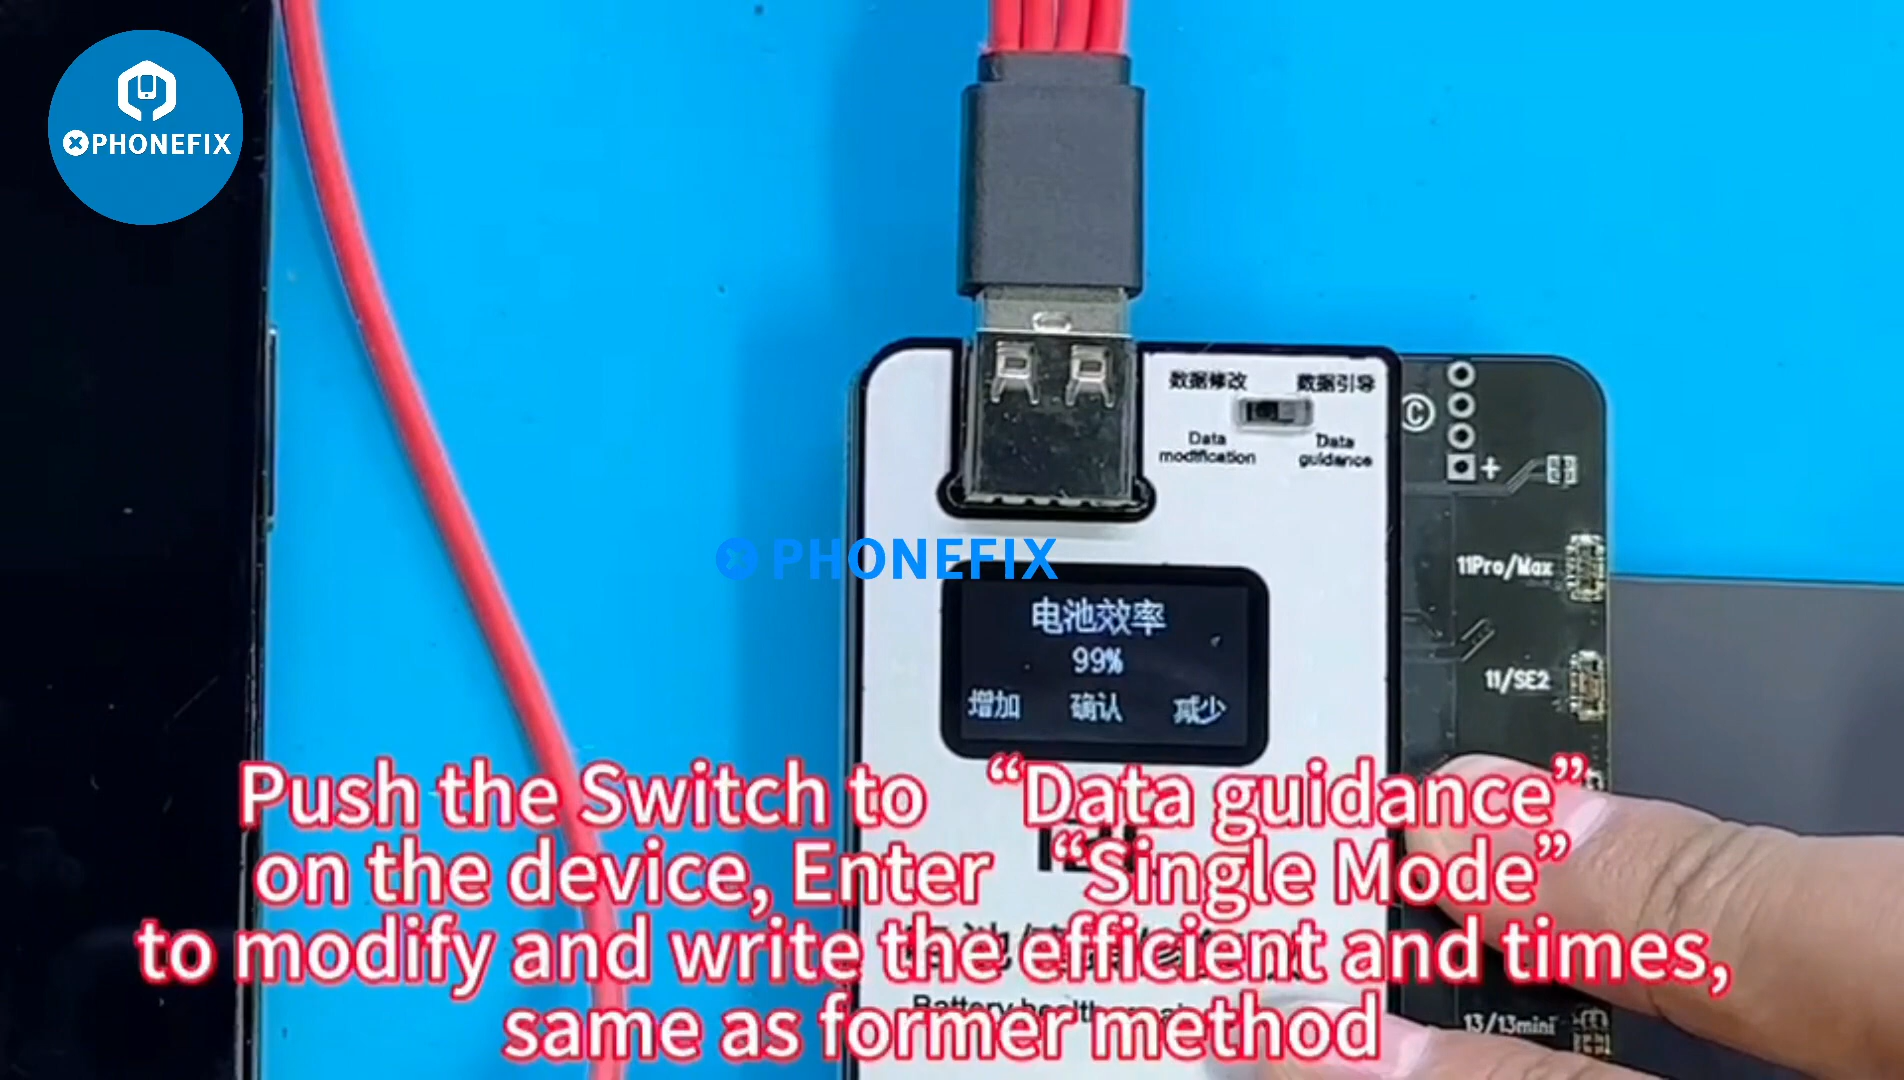 PHONEFIX
数据修改 数据引导
Data modification
Data guidance
©
+
PHONEFIX
11Pro/Max
电池效率
99%
增加 确认 减少
11/SE2
Push the Switch to “Data guidance”
on the device, Enter “Single Mode”
to modify and write the efficient and times,
same as former method
Battery health
13/13mini